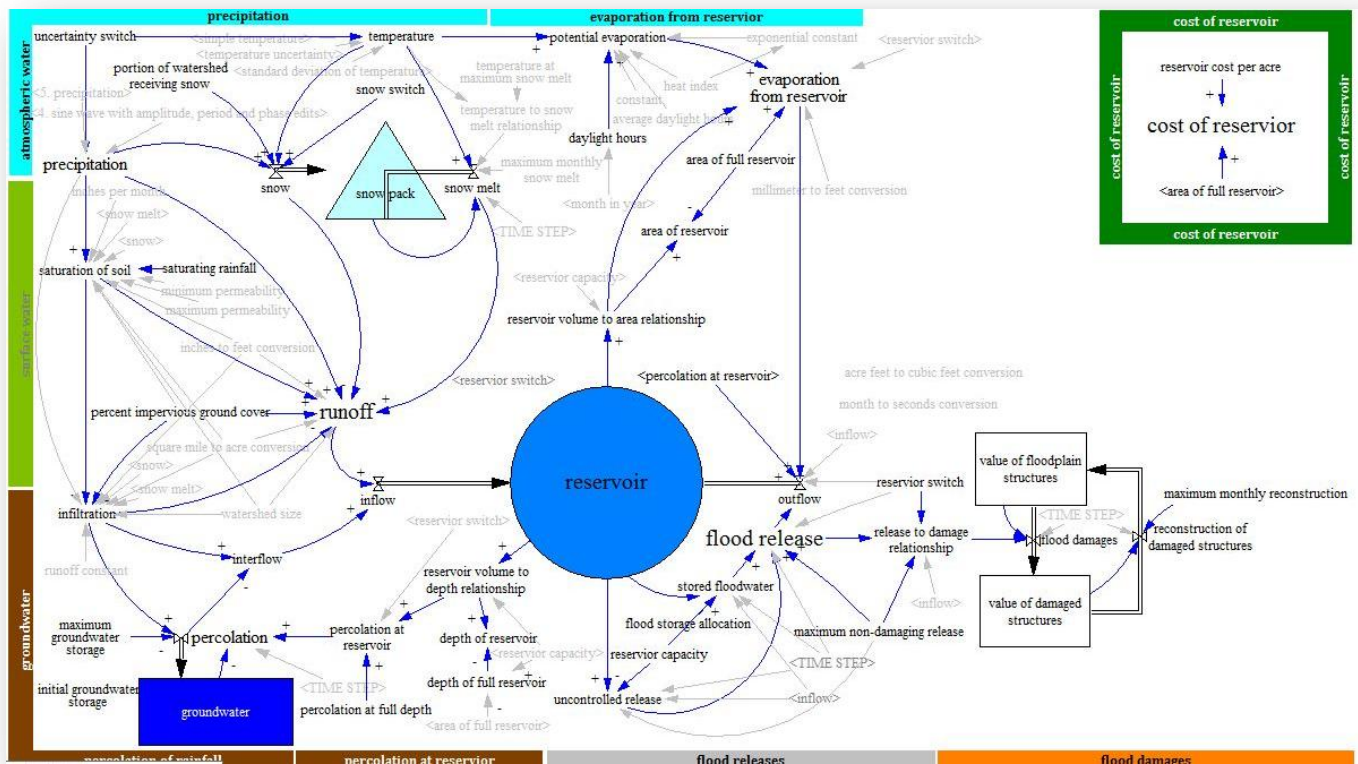 precipitation
evaporation from reservior
cost of reservoir
uncertainty switch
<simple temperature>
temperature
potential evaporation
exponential constant
<reservior switch>
<temperature uncertainty>
portion of watershed
receiving snow
<standard deviation of temperature>
temperature at
maximum snow melt
evaporation
from reservoir
reservoir cost per acre
snow switch
heat index
<5. precipitation>
constant
<4. sine wave with amplitude, period and phase edits>
temperature to snow
melt relationship
average daylight hours
cost of reservior
atmospheric water
daylight hours
precipitation
area of full reservoir
maximum monthly
snow melt
snow
snow pack
snow melt
millimeter to feet conversion
<area of full reservoir>
inches per month
<month in year>
<snow melt>
<TIME STEP>
area of reservoir
<snow>
cost of reservoir
cost of reservoir
cost of reservoir
saturation of soil
saturating rainfall
<reservior capacity>
minimum permeability
maximum permeability
reservoir volume to area relationship
surface water
inches to feet conversion
<reservior switch>
<percolation at reservoir>
acre feet to cubic feet conversion
month to seconds conversion
percent impervious ground cover
runoff
<inflow>
square mile to acre conversion
<snow>
<snow melt>
value of floodplain
structures
reservoir
reservior switch
inflow
outflow
maximum monthly reconstruction
infiltration
watershed size
<TIME STEP>
<reservior switch>
flood release
release to damage
relationship
flood damages
reconstruction of
damaged structures
interflow
runoff constant
reservoir volume to
depth relationship
stored floodwater
<inflow>
value of damaged
structures
groundwater
maximum
groundwater
storage
percolation
percolation at
reservoir
depth of reservoir
flood storage allocation
maximum non-damaging release
<reservior capacity>
reservoir capacity
<TIME STEP>
initial groundwater
storage
<TIME STEP>
depth of full reservoir
uncontrolled release
<inflow>
groundwater
percolation at full depth
<area of full reservoir>
percolation of rainfall
percolation at reservior
flood releases
flood damages